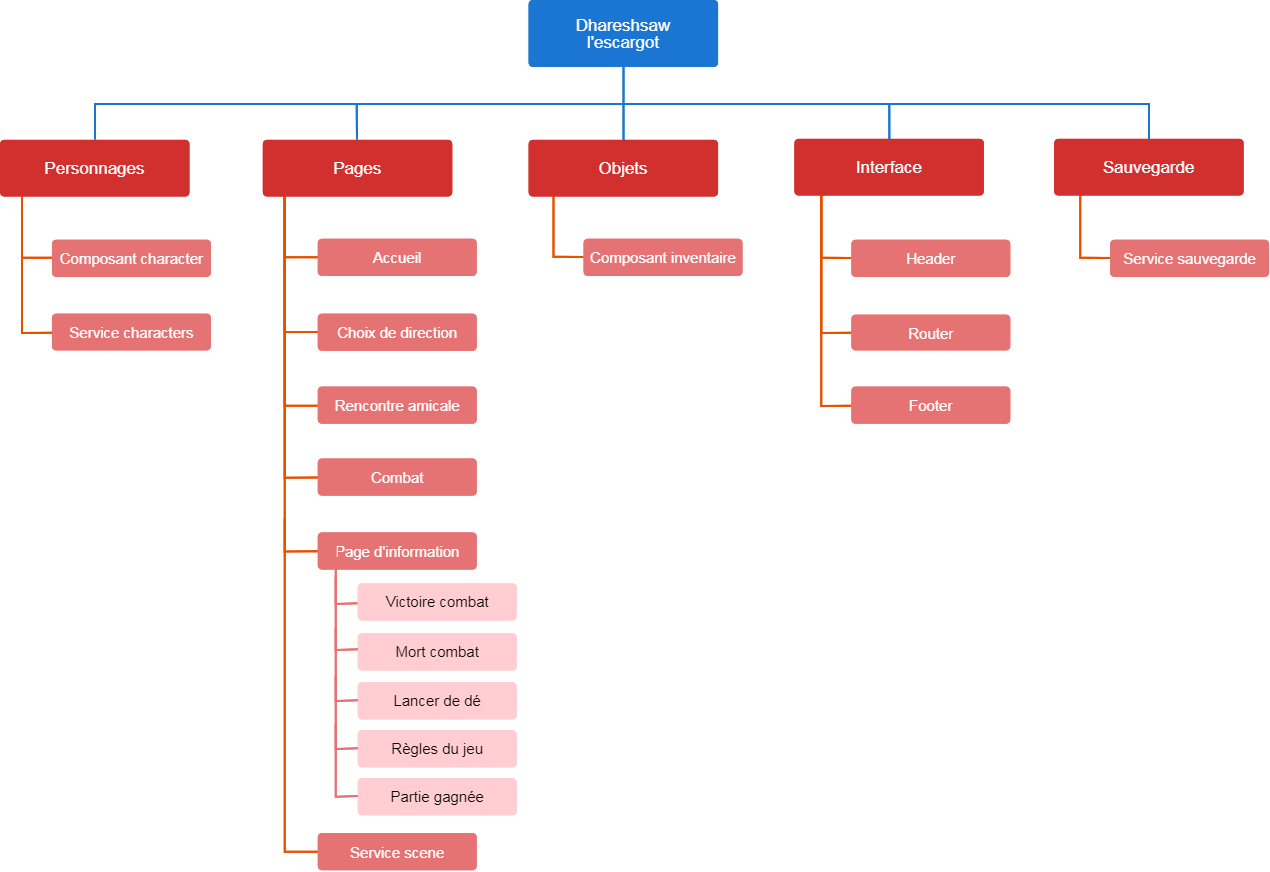 Dhareshsaw
l'escargot
Personnages
Composant character
Service characters
Pages
Accueil
Choix de direction
Rencontre amicale
Combat
Page d'information
Victoire combat
Mort combat
Lancer de dé
Règles du jeu
Partie gagnée
Service scene
Objets
Composant inventaire
Interface
Header
Router
Footer
Sauvegarde
Service sauvegarde